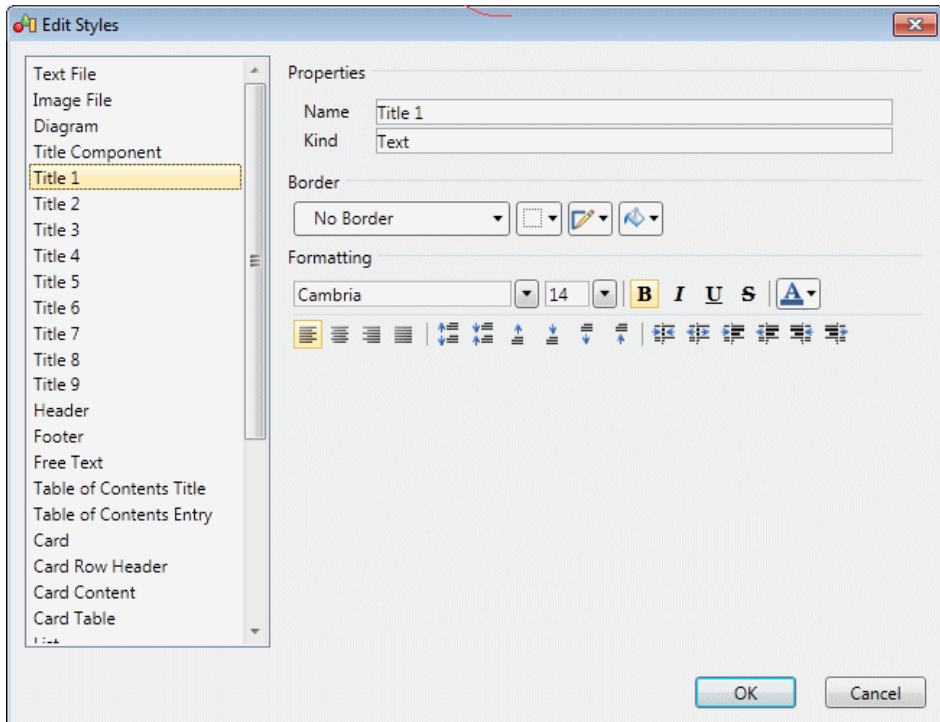 Edit Styles
Text File
Image File
Diagram
Title Component
Title 1
Title 2
Title 3
Title 4
Title 5
Title 6
Title 7
Title 8
Title 9
Header
Footer
Free Text
Table of Contents Title
Table of Contents Entry
Card
Card Row Header
Card Content
Card Table
List
Properties
Name Title 1
Kind Text
Border
No Border
Formatting
Cambria 14 B I U S A
OK Cancel